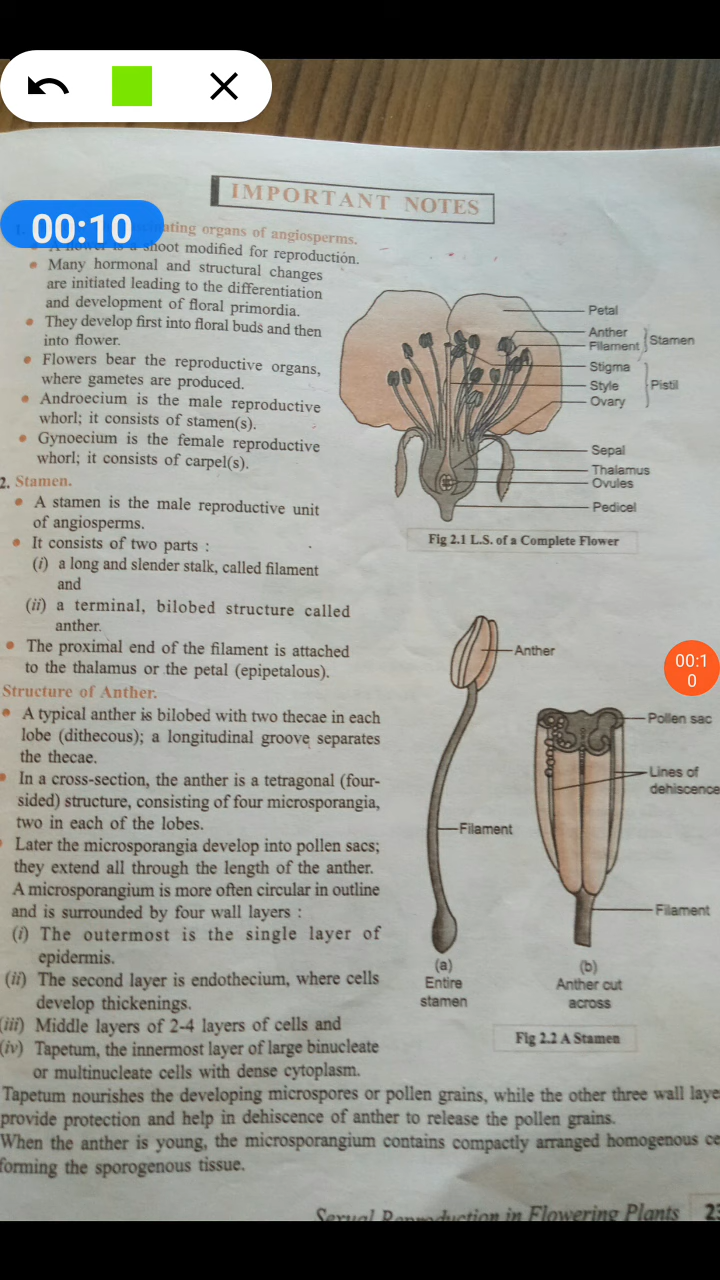 00:10
IMPORTANT NOTES
ating organs of angiosperms.
shoot modified for reproduction.
• Many hormonal and structural changes
are initiated leading to the differentiation
and development of floral primordia.
• They develop first into floral buds and then
into flower.
• Flowers bear the reproductive organs,
where gametes are produced.
• Androecium is the male reproductive
whorl; it consists of stamen(s).
• Gynoecium is the female reproductive
whorl; it consists of carpel(s).
2. Stamen.
• A stamen is the male reproductive unit
of angiosperms.
• It consists of two parts :
(i) a long and slender stalk, called filament
and
(ii) a terminal, bilobed structure called
anther.
• The proximal end of the filament is attached
to the thalamus or the petal (epipetalous).
Structure of Anther.
• A typical anther is bilobed with two thecae in each
lobe (dithecous); a longitudinal groove separates
the thecae.
• In a cross-section, the anther is a tetragonal (four-
sided) structure, consisting of four microsporangia,
two in each of the lobes.
• Later the microsporangia develop into pollen sacs;
they extend all through the length of the anther.
A microsporangium is more often circular in outline
and is surrounded by four wall layers :
(i) The outermost is the single layer of
epidermis.
(ii) The second layer is endothecium, where cells
develop thickenings.
(iii) Middle layers of 2-4 layers of cells and
(iv) Tapetum, the innermost layer of large binucleate
or multinucleate cells with dense cytoplasm.
Tapetum nourishes the developing microspores or pollen grains, while the other three wall laye
provide protection and help in dehiscence of anther to release the pollen grains.
When the anther is young, the microsporangium contains compactly arranged homogenous ce
forming the sporogenous tissue.
Petal
Anther
Filament
Stamen
Stigma
Style
Pistil
Ovary
Sepal
Thalamus
Ovules
Pedicel
Fig 2.1 L.S. of a Complete Flower
Anther
00:1
0
Pollen sac
Lines of
dehiscence
Filament
Filament
(a)
Entire
stamen
(b)
Anther cut
across
Fig 2.2 A Stamen
Sexual Reproduction in Flowering Plants 23